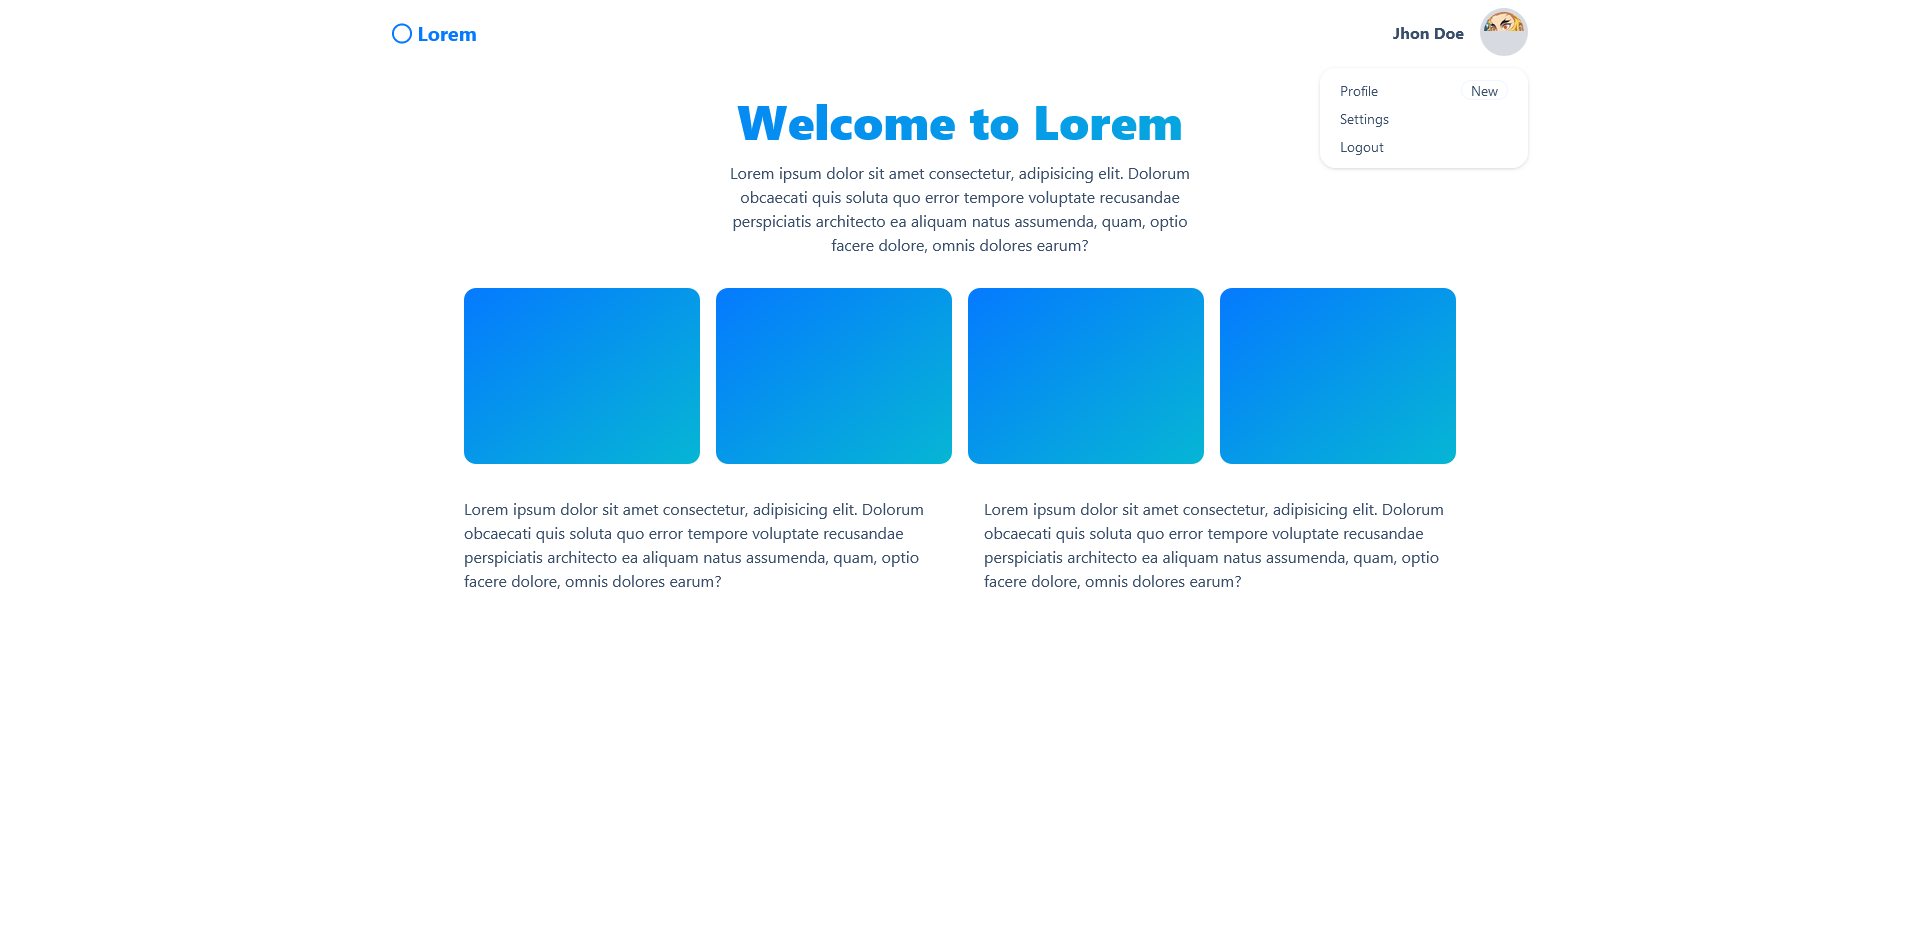 Lorem
Jhon Doe
Profile New
Settings
Logout
Welcome to Lorem
Lorem ipsum dolor sit amet consectetur, adipisicing elit. Dolorum
obcaecati quis soluta quo error tempore voluptate recusandae
perspiciatis architecto ea aliquam natus assumenda, quam, optio
facere dolore, omnis dolores earum?
Lorem ipsum dolor sit amet consectetur, adipisicing elit. Dolorum
obcaecati quis soluta quo error tempore voluptate recusandae
perspiciatis architecto ea aliquam natus assumenda, quam, optio
facere dolore, omnis dolores earum?
Lorem ipsum dolor sit amet consectetur, adipisicing elit. Dolorum
obcaecati quis soluta quo error tempore voluptate recusandae
perspiciatis architecto ea aliquam natus assumenda, quam, optio
facere dolore, omnis dolores earum?